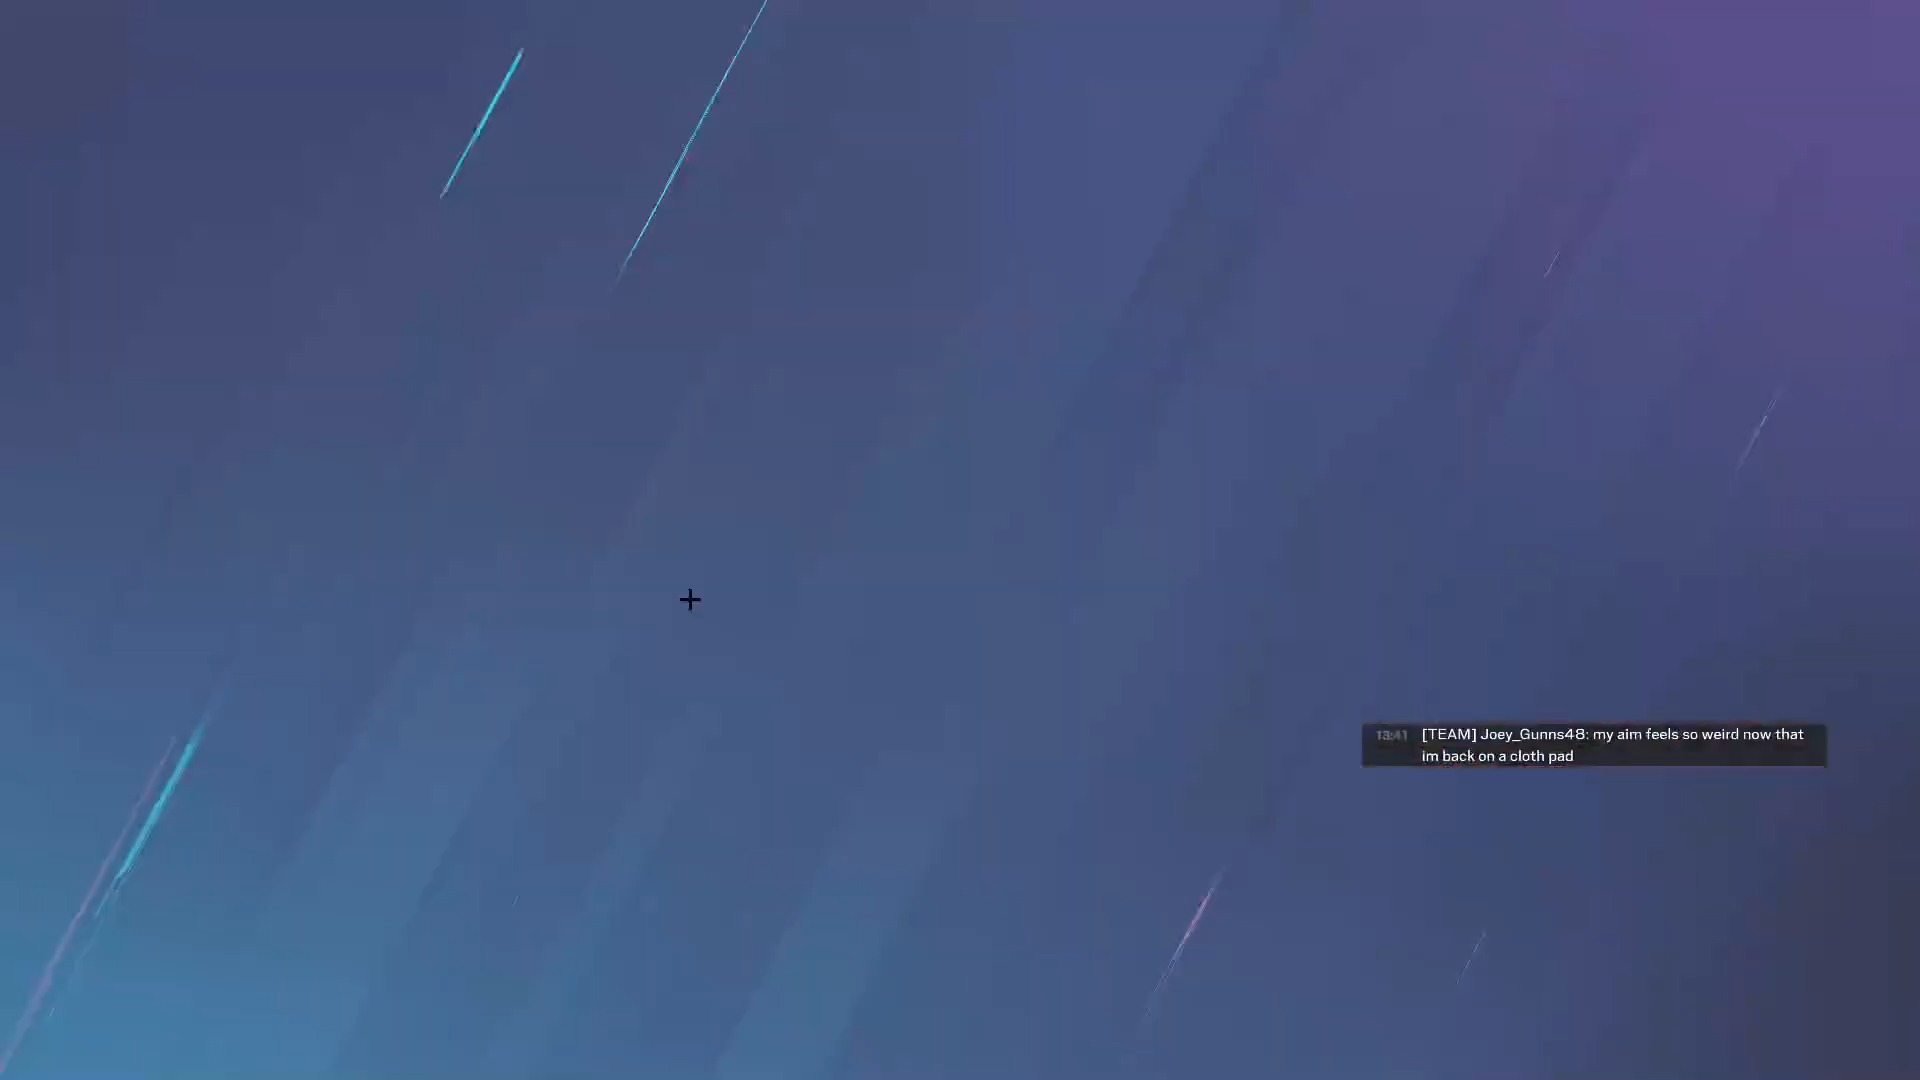 13:41 [TEAM] Joey_Gunns48: my aim feels so weird now that
im back on a cloth pad